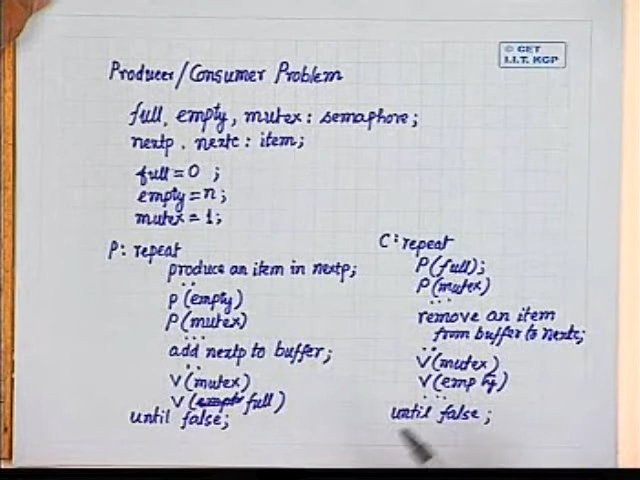 © CET
I.I.T. KGP
Producer/Consumer Problem
full, empty, mutex: semaphore;
nextp, nextc: item;
full = 0 ;
empty = n;
mutex = 1;
P: repeat
produce an item in nextp;
...
P(empty)
P(mutex)
...
add nextp to buffer;
...
V(mutex)
V(full)
until false;
C: repeat
P(full);
P(mutex)
...
remove an item
from buffer to nextc;
...
V(mutex)
V(empty)
...
until false;